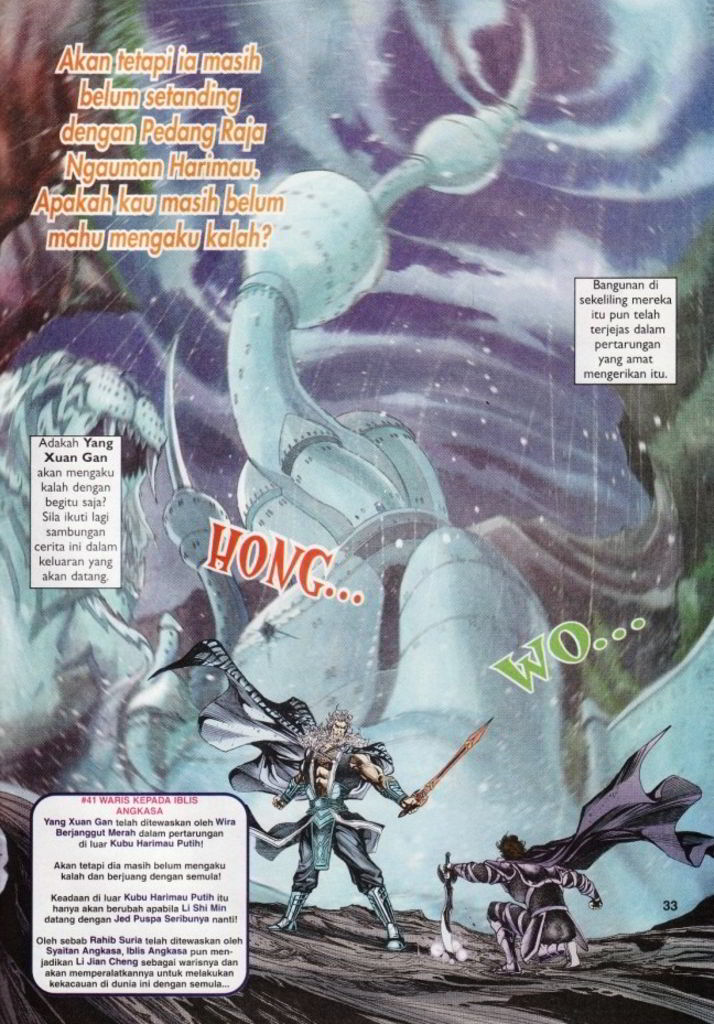 Akan tetapi ia masih
belum setanding
dengan Pedang Raja
Ngauman Harimau.
Apakah kau masih belum
mahu mengaku kalah?
Bangunan di
sekeliling mereka
itu pun telah
terjejas dalam
pertarungan
yang amat
mengerikan itu.
Adakah Yang
Xuan Gan
akan mengaku
kalah dengan
begitu saja?
Sila ikuti lagi
sambungan
cerita ini dalam
keluaran yang
akan datang.
HONG...
WO...
#41 WARIS KEPADA IBLIS
ANGKASA
Yang Xuan Gan telah ditewaskan oleh Wira
Berjanggut Merah dalam pertarungan
di luar Kubu Harimau Putih!
Akan tetapi dia masih belum mengaku
kalah dan berjuang dengan semula!
Keadaan di luar Kubu Harimau Putih itu
hanya akan berubah apabila Li Shi Min
datang dengan Jed Puspa Seribunya nanti!
Oleh sebab Rahib Suria telah ditewaskan oleh
Syaitan Angkasa, Iblis Angkasa pun men-
jadikan Li Jian Cheng sebagai warisnya dan
akan memperalatkannya untuk melakukan
kekacauan di dunia ini dengan semula...
33